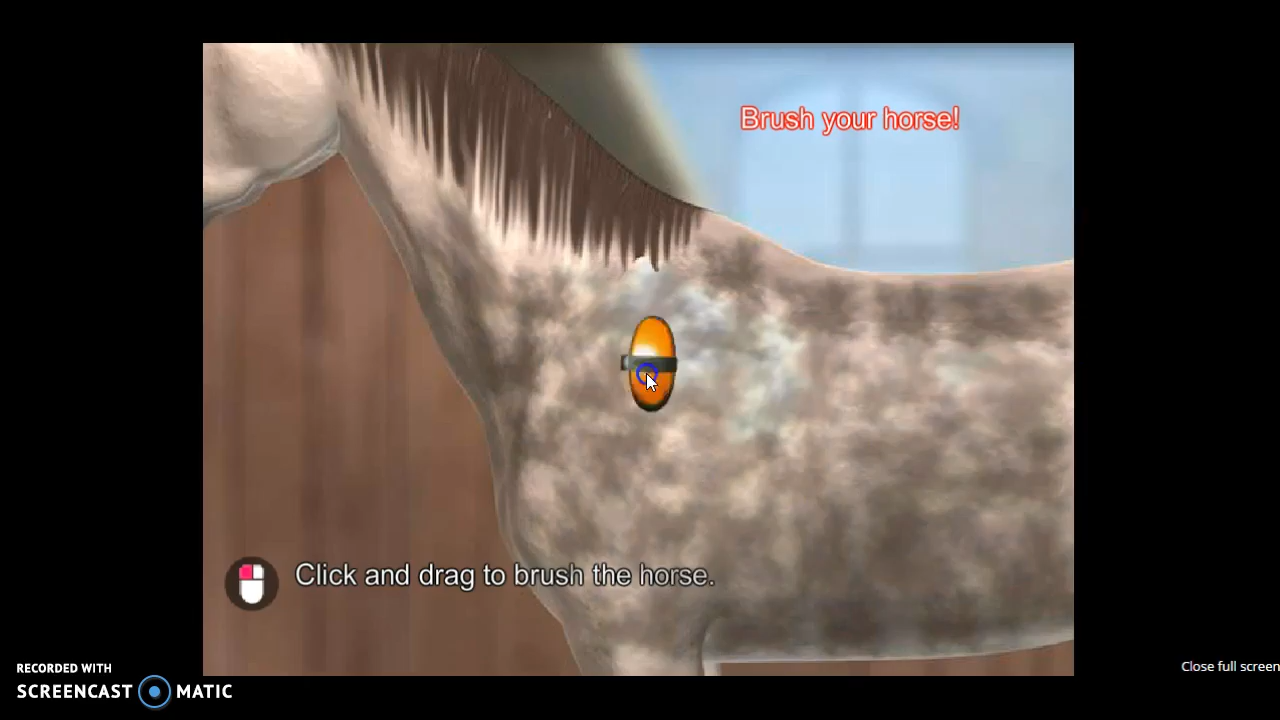 Brush your horse!
Click and drag to brush the horse.
RECORDED WITH
SCREENCAST MATIC
Close full screen